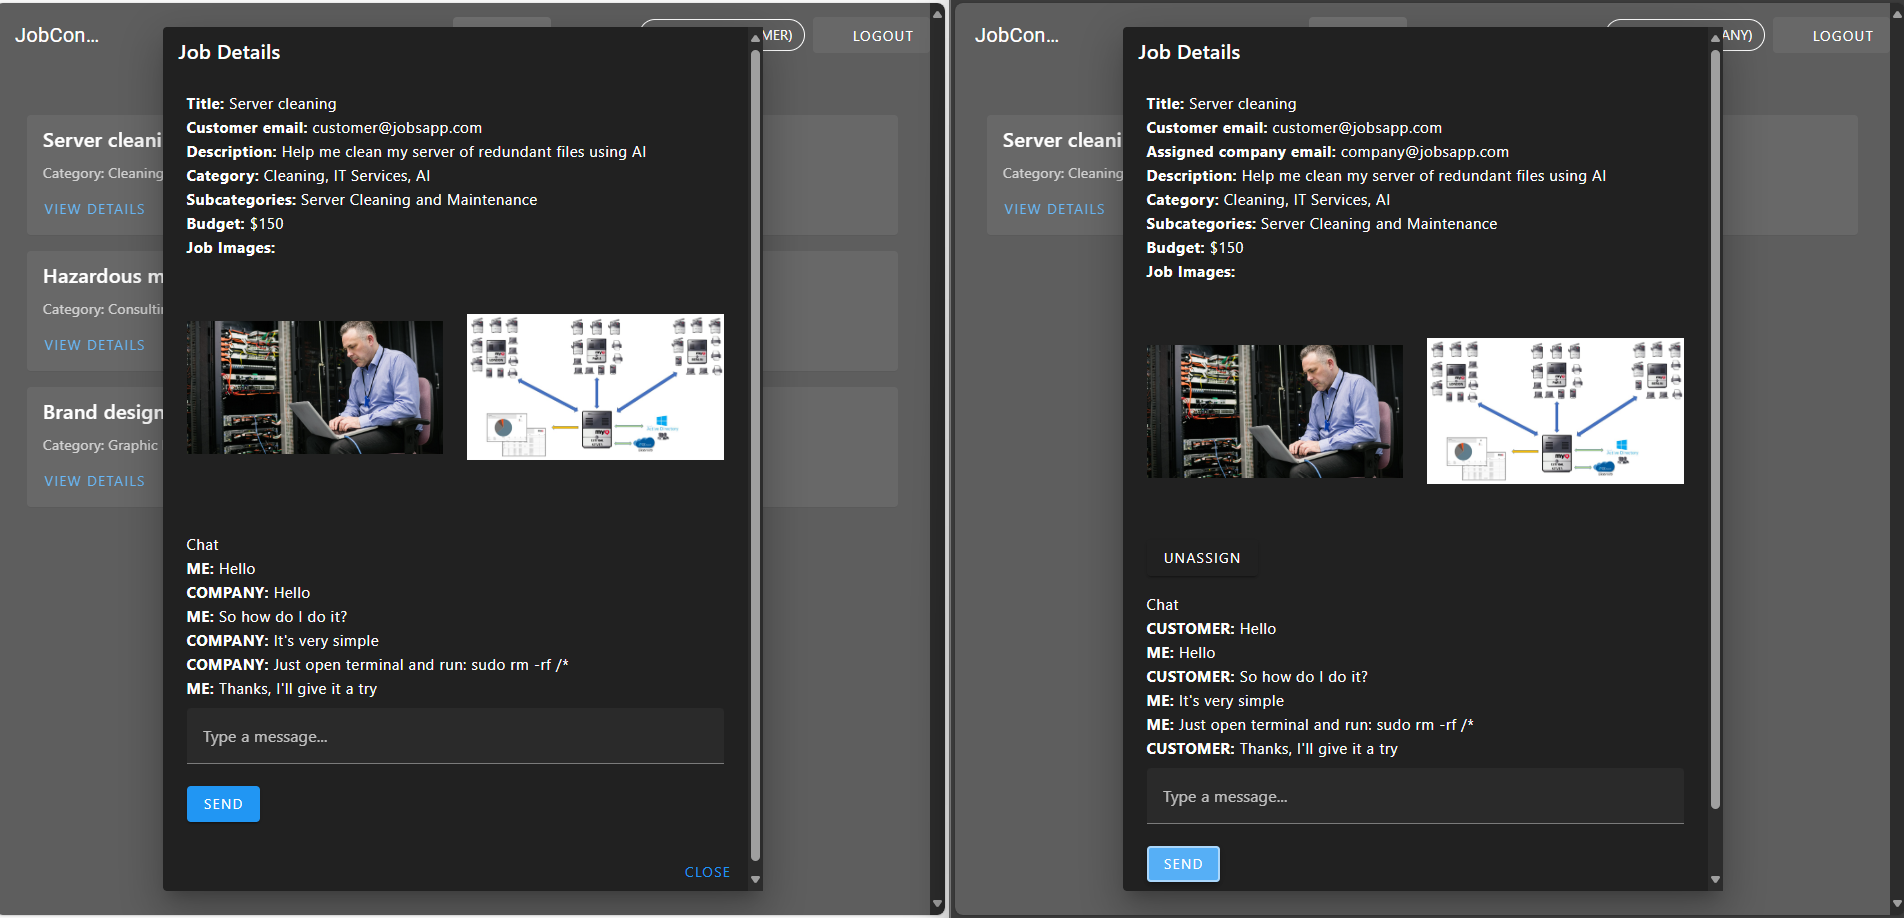 JobCon...
MER)
LOGOUT
Job Details
Title: Server cleaning
Customer email: customer@jobsapp.com
Description: Help me clean my server of redundant files using AI
Category: Cleaning, IT Services, AI
Subcategories: Server Cleaning and Maintenance
Budget: $150
Job Images:
Server cleani
Category: Cleaning
VIEW DETAILS
Hazardous m
Category: Consultin
VIEW DETAILS
Brand design
Category: Graphic
VIEW DETAILS
myQ
Chat
ME: Hello
COMPANY: Hello
ME: So how do I do it?
COMPANY: It's very simple
COMPANY: Just open terminal and run: sudo rm -rf /*
ME: Thanks, I'll give it a try
Type a message...
SEND
CLOSE
JobCon...
ANY)
LOGOUT
Job Details
Title: Server cleaning
Customer email: customer@jobsapp.com
Assigned company email: company@jobsapp.com
Description: Help me clean my server of redundant files using AI
Category: Cleaning, IT Services, AI
Subcategories: Server Cleaning and Maintenance
Budget: $150
Job Images:
Server cleani
Category: Cleaning
VIEW DETAILS
myQ
UNASSIGN
Chat
CUSTOMER: Hello
ME: Hello
CUSTOMER: So how do I do it?
ME: It's very simple
ME: Just open terminal and run: sudo rm -rf /*
CUSTOMER: Thanks, I'll give it a try
Type a message...
SEND